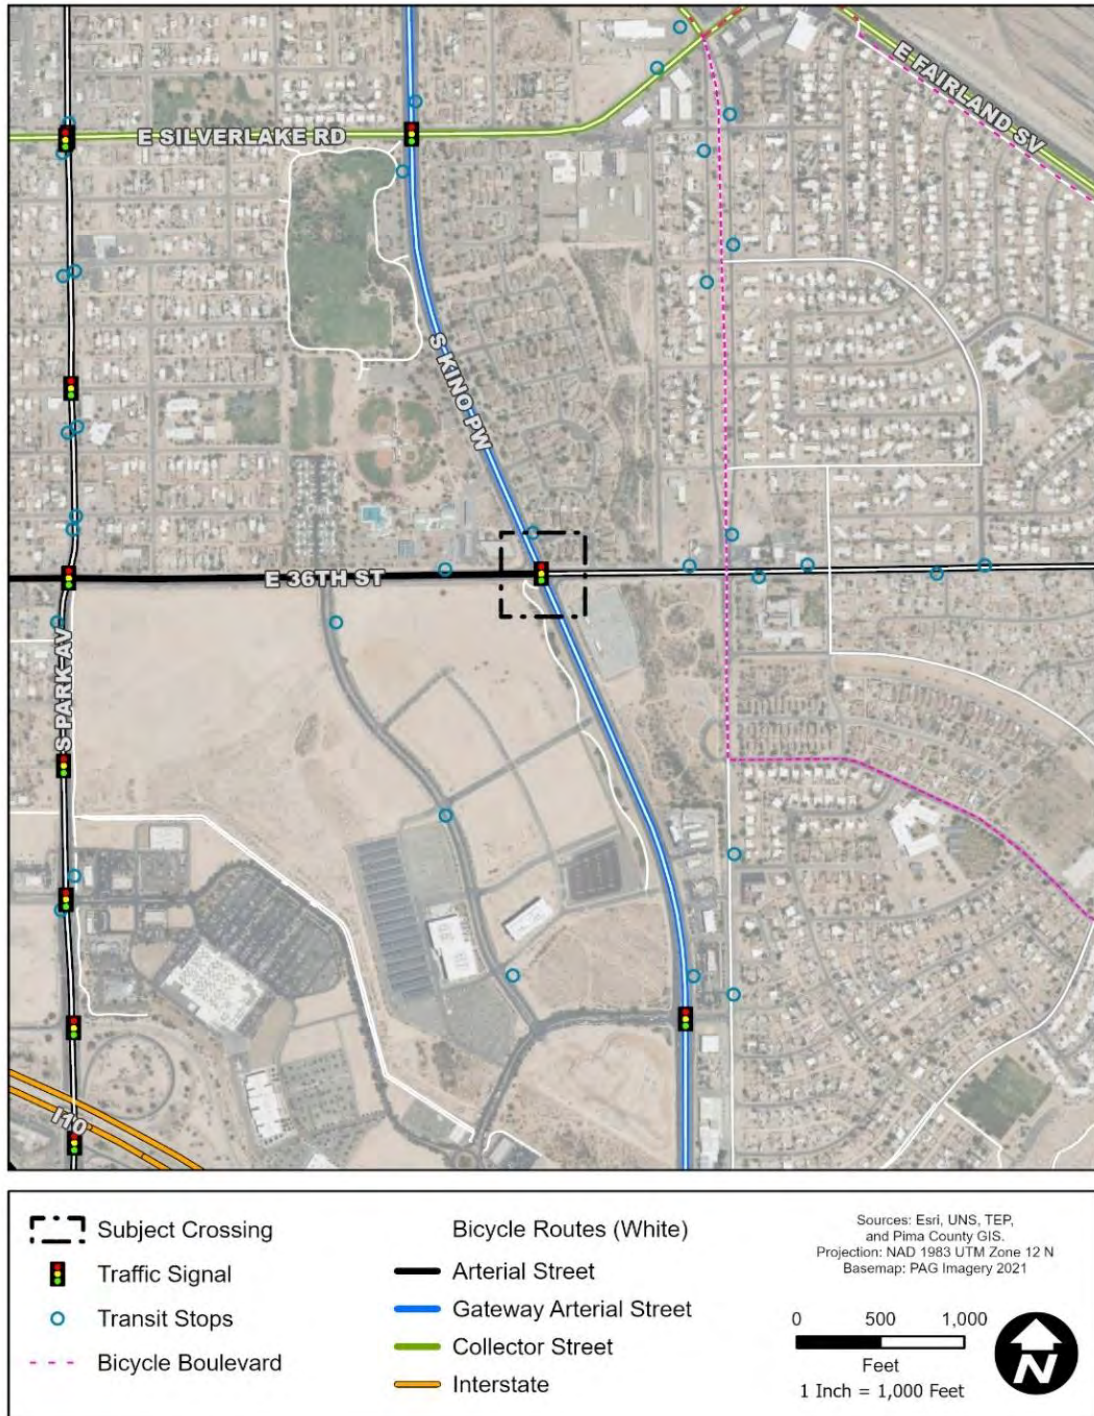 E SILVERLAKE RD
E FAIRLAND SV
S KINO PW
E 36TH ST
S PARK AV
I10
Subject Crossing
Traffic Signal
Transit Stops
Bicycle Boulevard
Bicycle Routes (White)
Arterial Street
Gateway Arterial Street
Collector Street
Interstate
Sources: Esri, UNS, TEP,
and Pima County GIS.
Projection: NAD 1983 UTM Zone 12 N
Basemap: PAG Imagery 2021
0 500 1,000
Feet
1 Inch = 1,000 Feet
N